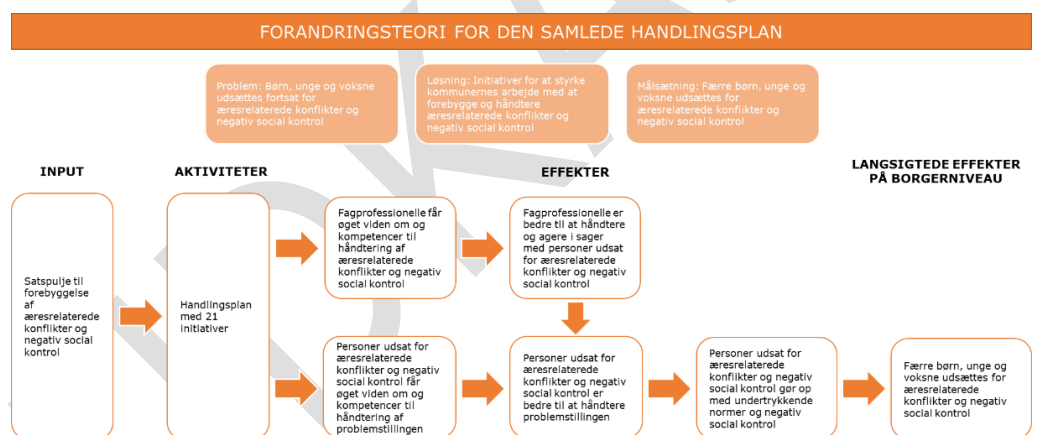 FORANDRINGSTEORI FOR DEN SAMLEDE HANDLINGSPLAN
Problem: Børn, unge og voksne
udsættes fortsat for
æresrelaterede konflikter og
negativ social kontrol
Løsning: Initiativer for at styrke
kommunernes arbejde med at
forebygge og håndtere
æresrelaterede konflikter og
negativ social kontrol
Målsætning: Færre børn, unge og
voksne udsættes for
æresrelaterede konflikter og
negativ social kontrol
INPUT
AKTIVITETER
EFFEKTER
LANGSIGTEDE EFFEKTER
PÅ BORGERNIVEAU
Satspulje til
forebyggelse
af
æresrelaterede
konflikter og
negativ social
kontrol
Handlingsplan
med 21
initiativer
Fagprofessionelle får
øget viden om og
kompetencer til
håndtering af
æresrelaterede
konflikter og negativ
social kontrol
Fagprofessionelle er
bedre til at håndtere
og agere i sager
med personer udsat
for æresrelaterede
konflikter og negativ
social kontrol
Personer udsat for
æresrelaterede
konflikter og negativ
social kontrol får
øget viden om og
kompetencer til
håndtering af
problemstillingen
Personer udsat for
æresrelaterede
konflikter og negativ
social kontrol er
bedre til at håndtere
problemstillingen
Personer udsat for
æresrelaterede
konflikter og negativ
social kontrol gør op
med undertrykkende
normer og negativ
social kontrol
Færre børn, unge og
voksne udsættes for
æresrelaterede
konflikter og negativ
social kontrol